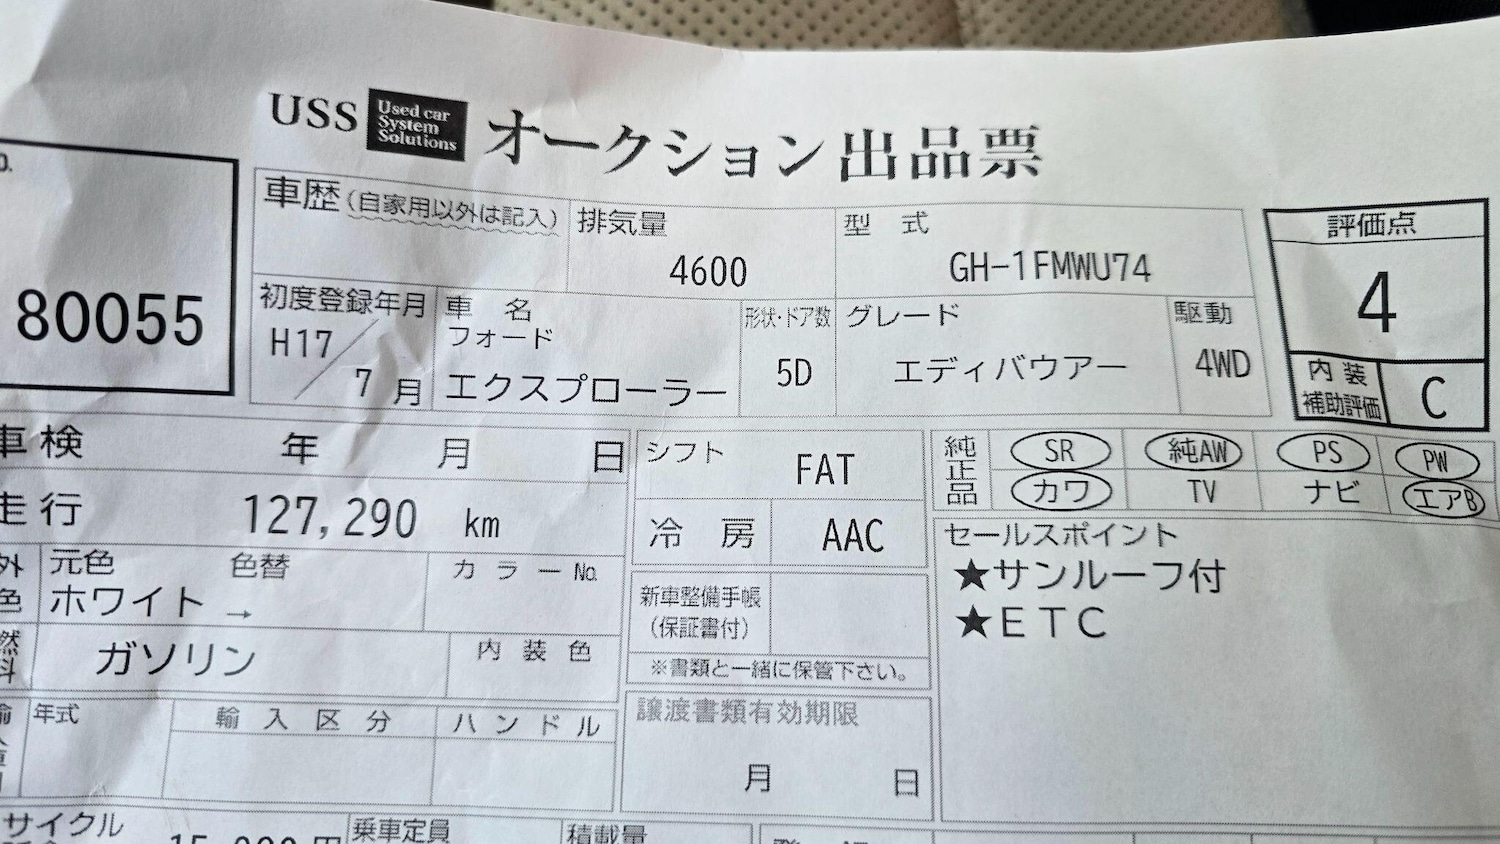 USS Used car System Solutions オークション出品票
80055
車歴(自家用以外は記入) 排気量 4600 型式 GH-1FMWU74
評価点 4
内装補助評価 C
初度登録年月 H17/7月 車名 フォード エクスプローラー 形状・ドア数 5D グレード エディバウアー 駆動 4WD
車検 年 月 日
走行 127,290 km
シフト FAT
冷房 AAC
純正品 SR 純AW PS PW
カワ TV ナビ エアB
セールスポイント
★サンルーフ付
★ETC
外色 元色 ホワイト → 色替 カラーNo.
ガソリン 内装色
新車整備手帳
(保証書付)
※書類と一緒に保管下さい。
年式 輸入区分 ハンドル
譲渡書類有効期限
月 日
サイクル
乗車定員 積載量